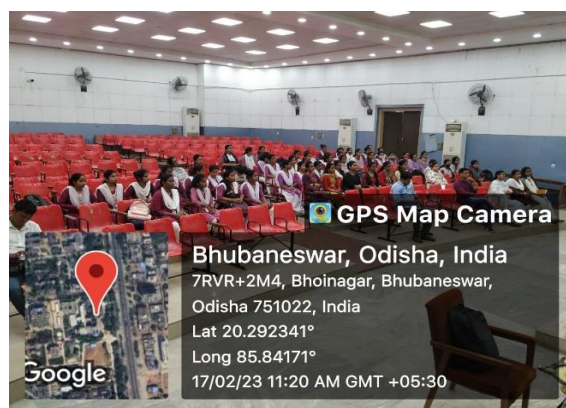 GPS Map Camera
Bhubaneswar, Odisha, India
7RVR+2M4, Bhoinagar, Bhubaneswar,
Odisha 751022, India
Lat 20.292341°
Long 85.84171°
17/02/23 11:20 AM GMT +05:30
Google